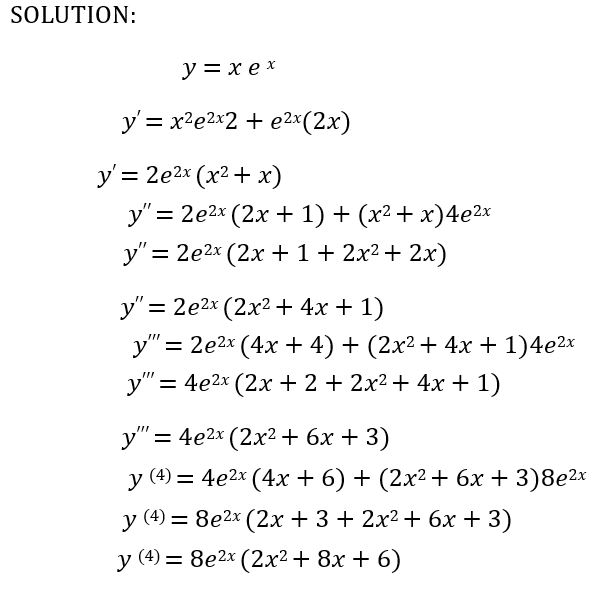 SOLUTION:
y = x e ˣ
y′ = x²e²ˣ2 + e²ˣ(2x)
y′ = 2e²ˣ (x² + x)
y′′ = 2e²ˣ (2x + 1) + (x² + x)4e²ˣ
y′′ = 2e²ˣ (2x + 1 + 2x² + 2x)
y′′ = 2e²ˣ (2x² + 4x + 1)
y′′′ = 2e²ˣ (4x + 4) + (2x² + 4x + 1)4e²ˣ
y′′′ = 4e²ˣ (2x + 2 + 2x² + 4x + 1)
y′′′ = 4e²ˣ (2x² + 6x + 3)
y ⁽⁴⁾ = 4e²ˣ (4x + 6) + (2x² + 6x + 3)8e²ˣ
y ⁽⁴⁾ = 8e²ˣ (2x + 3 + 2x² + 6x + 3)
y ⁽⁴⁾ = 8e²ˣ (2x² + 8x + 6)